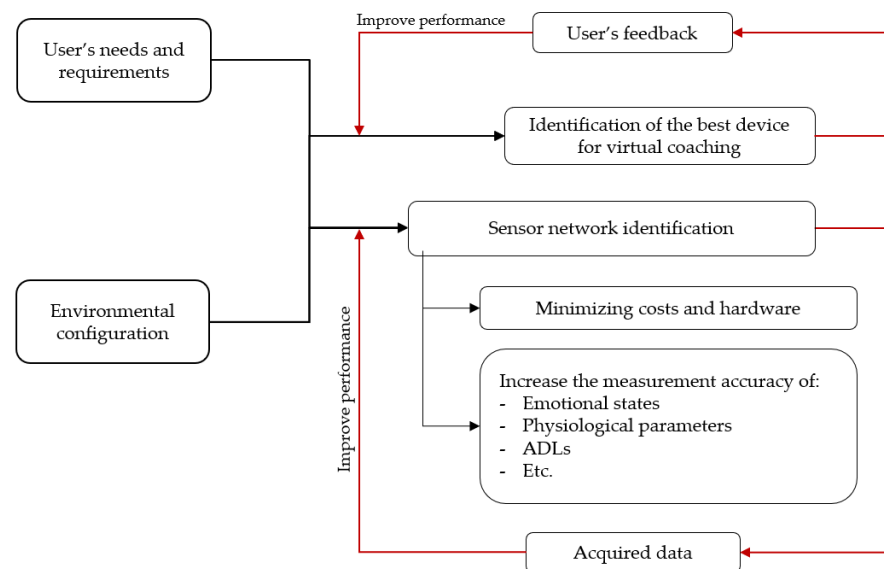 Improve performance
User’s feedback
User’s needs and
requirements
Identification of the best device
for virtual coaching
Sensor network identification
Environmental
configuration
Minimizing costs and hardware
Improve performance
Increase the measurement accuracy of:
- Emotional states
- Physiological parameters
- ADLs
- Etc.
Acquired data